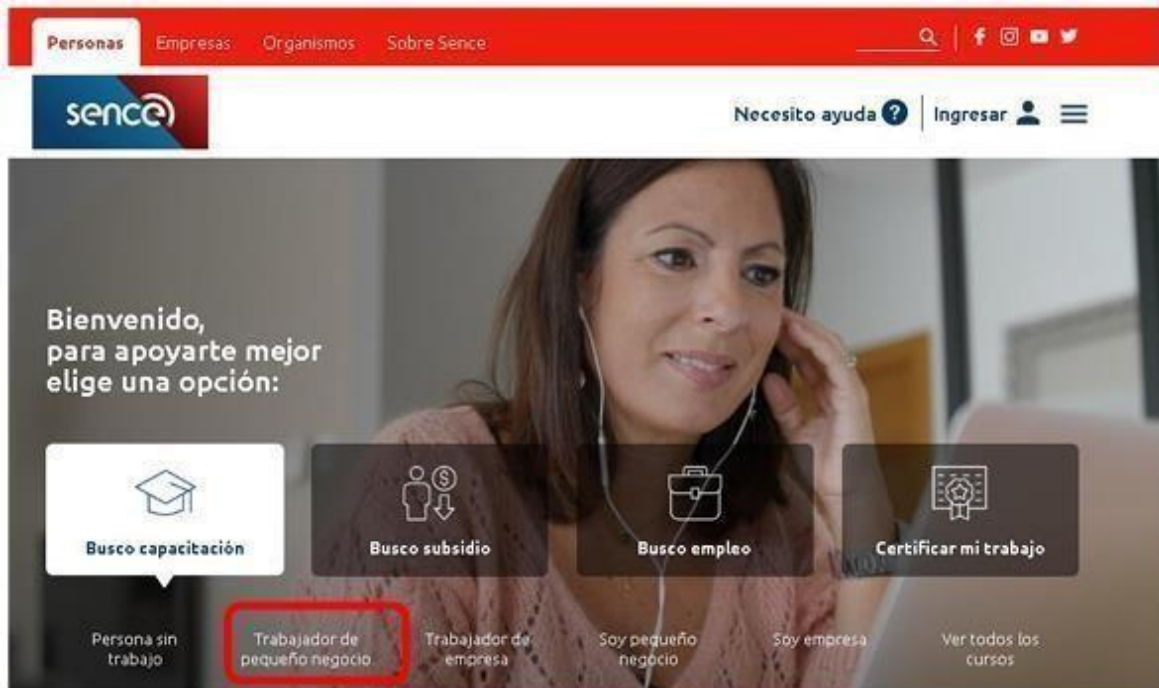 Personas Empresas Organismos Sobre Sence
sence
Necesito ayuda ? Ingresar
Bienvenido,
para apoyarte mejor
elige una opción:
Busco capacitación Busco subsidio Busco empleo Certificar mi trabajo
Persona sin Trabajador de Trabajador de Soy pequeño Soy empresa Ver todos los
trabajo pequeño negocio empresa negocio cursos